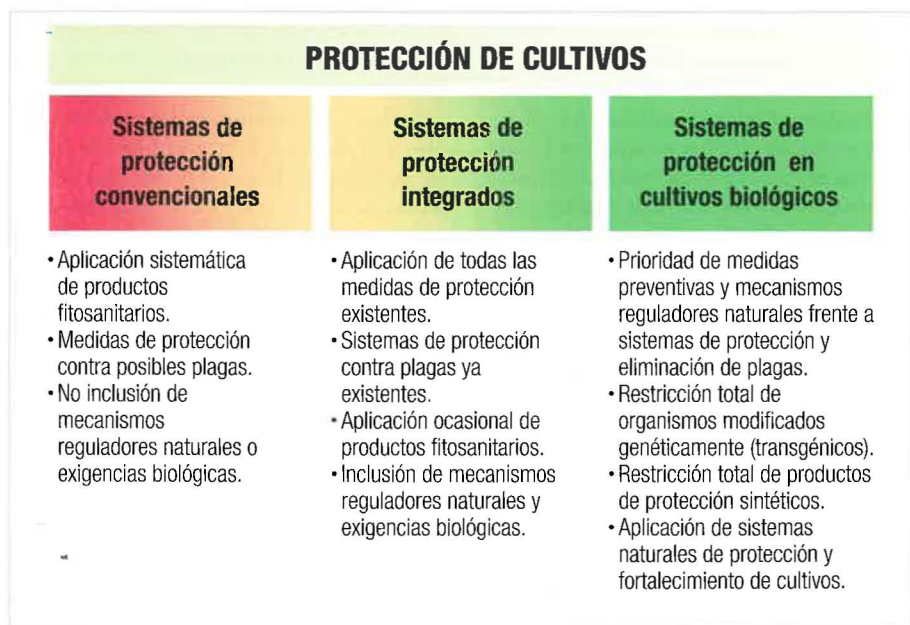 PROTECCIÓN DE CULTIVOS
Sistemas de
protección
convencionales
• Aplicación sistemática
de productos
fitosanitarios.
• Medidas de protección
contra posibles plagas.
• No inclusión de
mecanismos
reguladores naturales o
exigencias biológicas.
Sistemas de
protección
integrados
• Aplicación de todas las
medidas de protección
existentes.
• Sistemas de protección
contra plagas ya
existentes.
• Aplicación ocasional de
productos fitosanitarios.
• Inclusión de mecanismos
reguladores naturales y
exigencias biológicas.
Sistemas de
protección en
cultivos biológicos
• Prioridad de medidas
preventivas y mecanismos
reguladores naturales frente a
sistemas de protección y
eliminación de plagas.
• Restricción total de
organismos modificados
genéticamente (transgénicos).
• Restricción total de productos
de protección sintéticos.
• Aplicación de sistemas
naturales de protección y
fortalecimiento de cultivos.